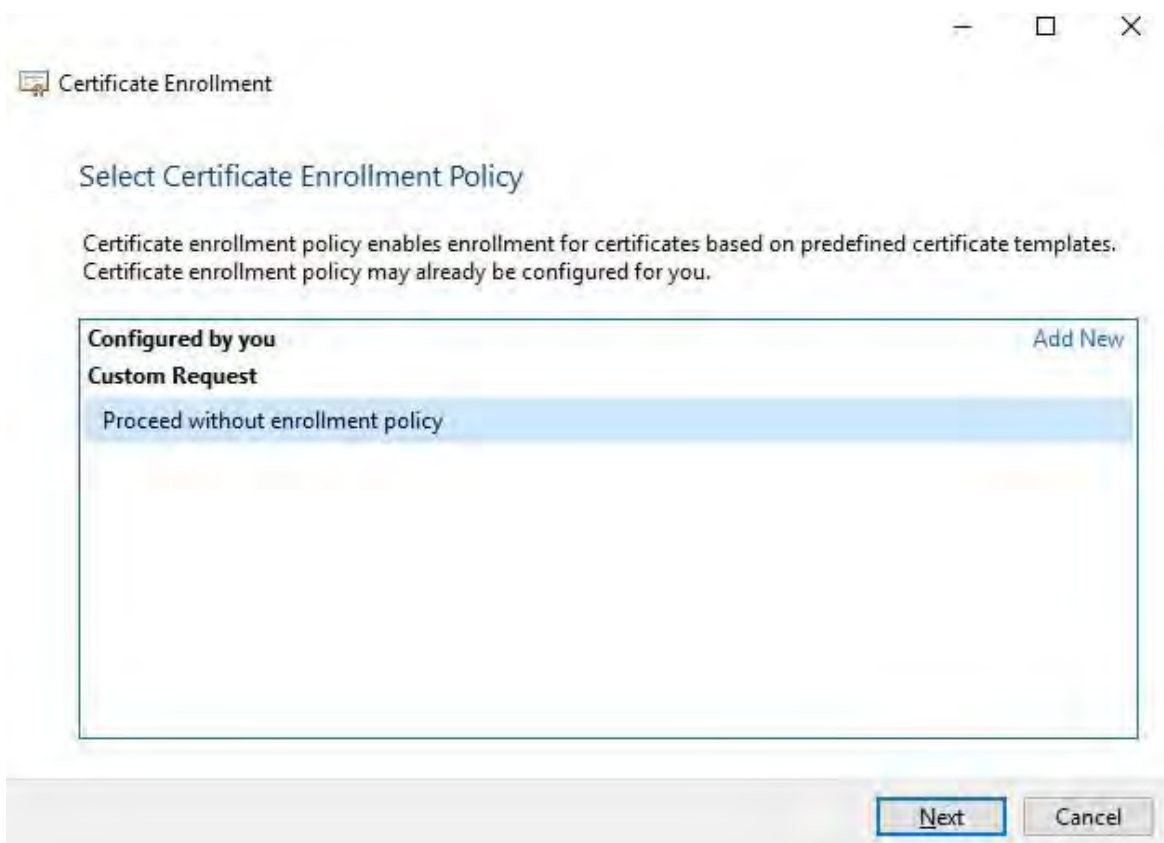 Certificate Enrollment
Select Certificate Enrollment Policy
Certificate enrollment policy enables enrollment for certificates based on predefined certificate templates.
Certificate enrollment policy may already be configured for you.
Configured by you Add New
Custom Request
Proceed without enrollment policy
Next Cancel